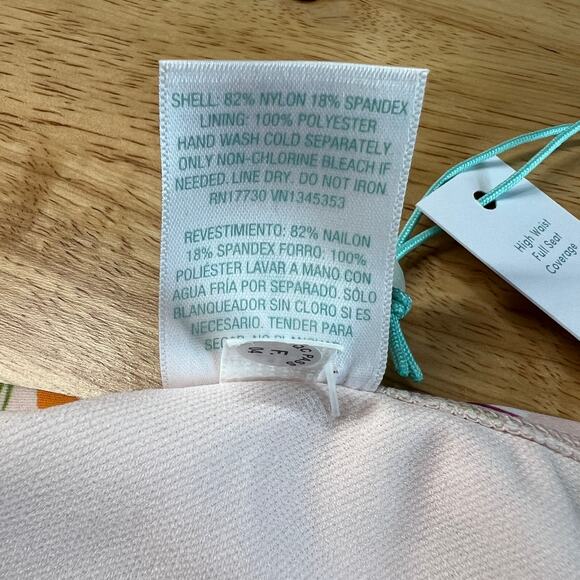 SHELL: 82% NYLON 18% SPANDEX
LINING: 100% POLYESTER
HAND WASH COLD SEPARATELY.
ONLY NON-CHLORINE BLEACH IF
NEEDED. LINE DRY. DO NOT IRON.
RN17730 VN1345353
REVESTIMIENTO: 82% NAILON
18% SPANDEX FORRO: 100%
POLIÉSTER LAVAR A MANO CON
AGUA FRÍA POR SEPARADO. SÓLO
BLANQUEADOR SIN CLORO SI ES
NECESARIO. TENDER PARA
SECAR. NO
High Waist
Full Seat
Coverage